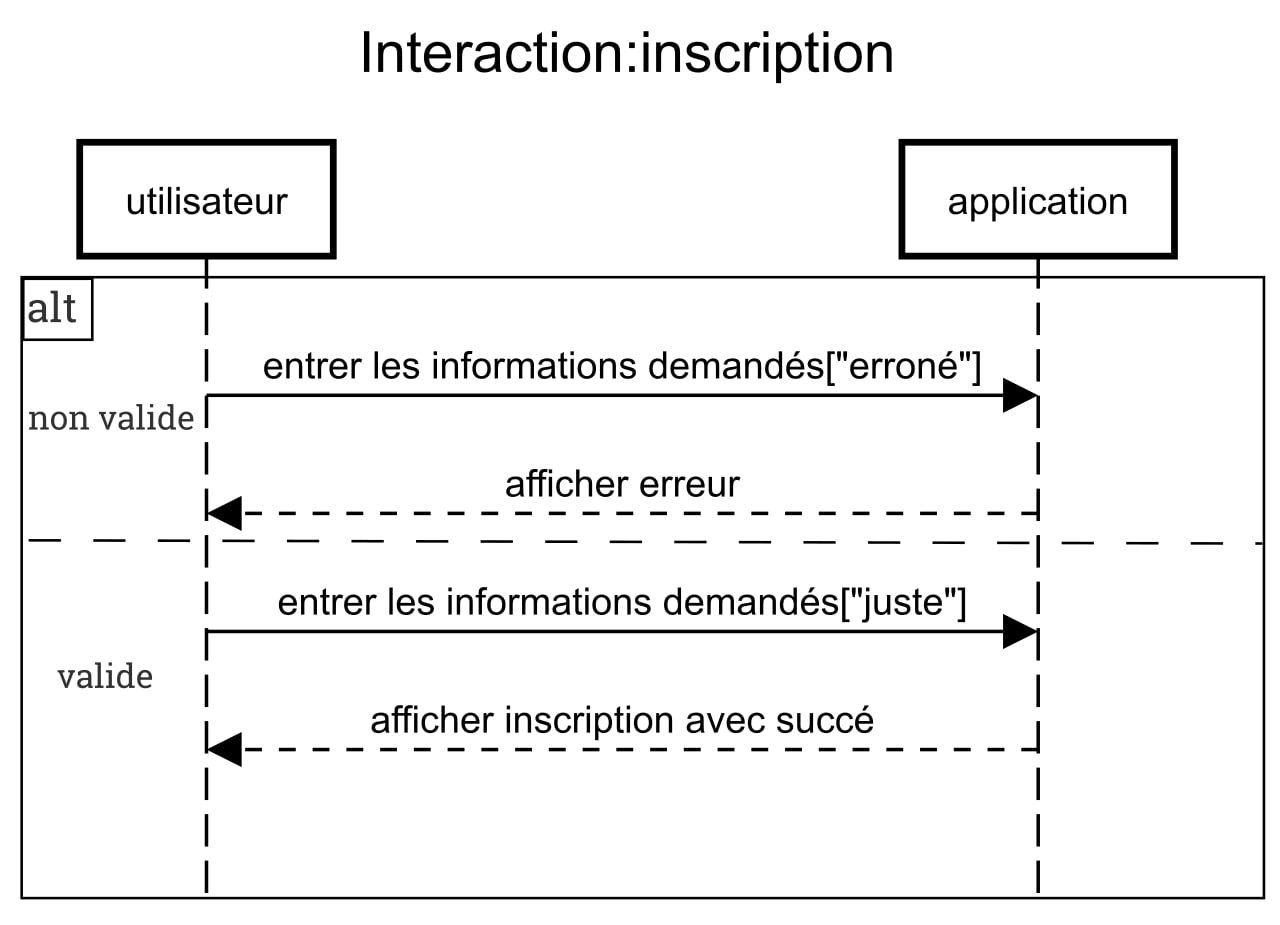 Interaction:inscription
utilisateur
application
alt
entrer les informations demandés["erroné"]
non valide
afficher erreur
entrer les informations demandés["juste"]
valide
afficher inscription avec succé